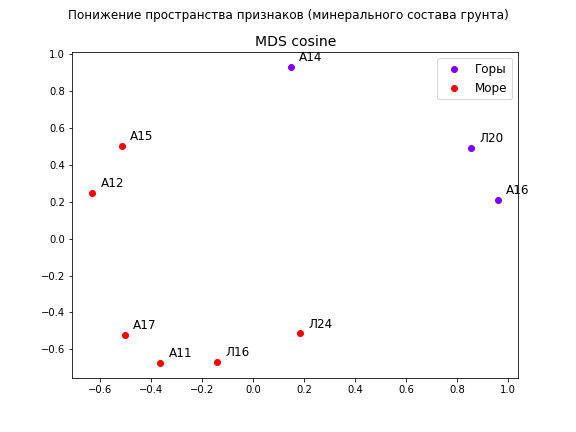 Понижение пространства признаков (минерального состава грунта)
MDS cosine
1.0
0.8
0.6
0.4
0.2
0.0
−0.2
−0.4
−0.6
−0.6
−0.4
−0.2
0.0
0.2
0.4
0.6
0.8
1.0
Горы
Море
А14
А15
А12
Л20
А16
А17
А11
Л16
Л24